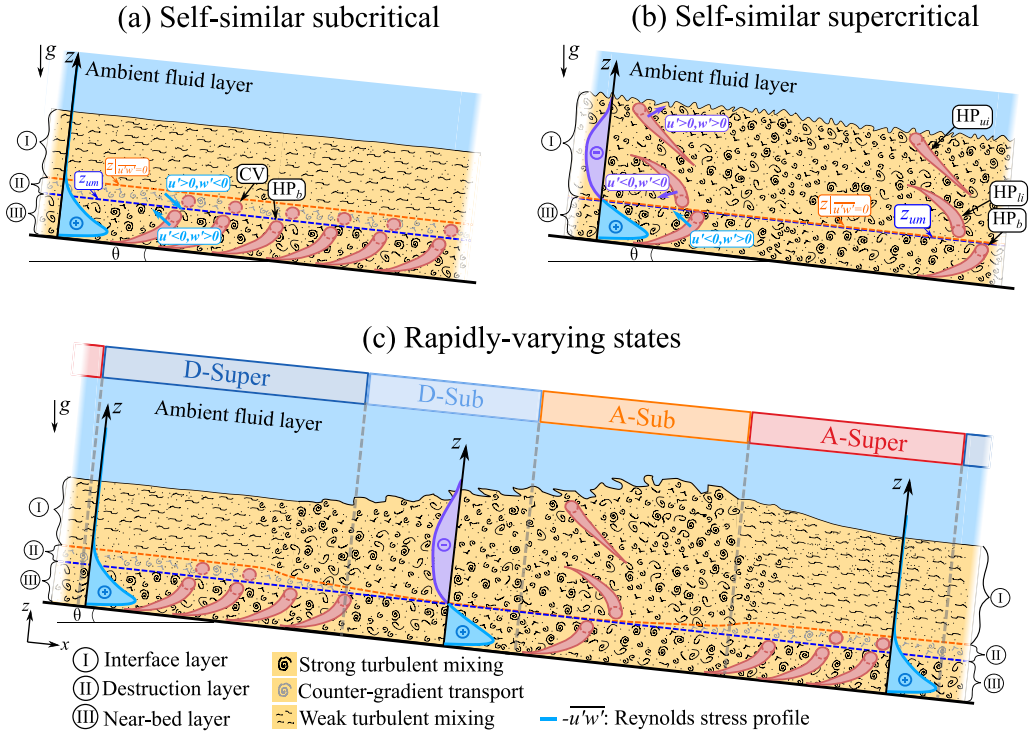 (a) Self-similar subcritical
g
z
Ambient fluid layer
I
II
III
z|u'w'=0
z_um
u'>0,w'<0
CV
HP_b
u'<0,w'>0
+
θ
(b) Self-similar supercritical
g
z
Ambient fluid layer
I
III
−
u'>0,w'>0
HP_ui
u'<0,w'<0
z|u'w'=0
z_um
HP_li
HP_b
+
u'<0,w'>0
θ
(c) Rapidly-varying states
D-Super
D-Sub
A-Sub
A-Super
g
z
Ambient fluid layer
z
z
I
II
III
−
+
+
+
I
II
III
z
x
θ
I Interface layer
II Destruction layer
III Near-bed layer
Strong turbulent mixing
Counter-gradient transport
Weak turbulent mixing
-u'w': Reynolds stress profile